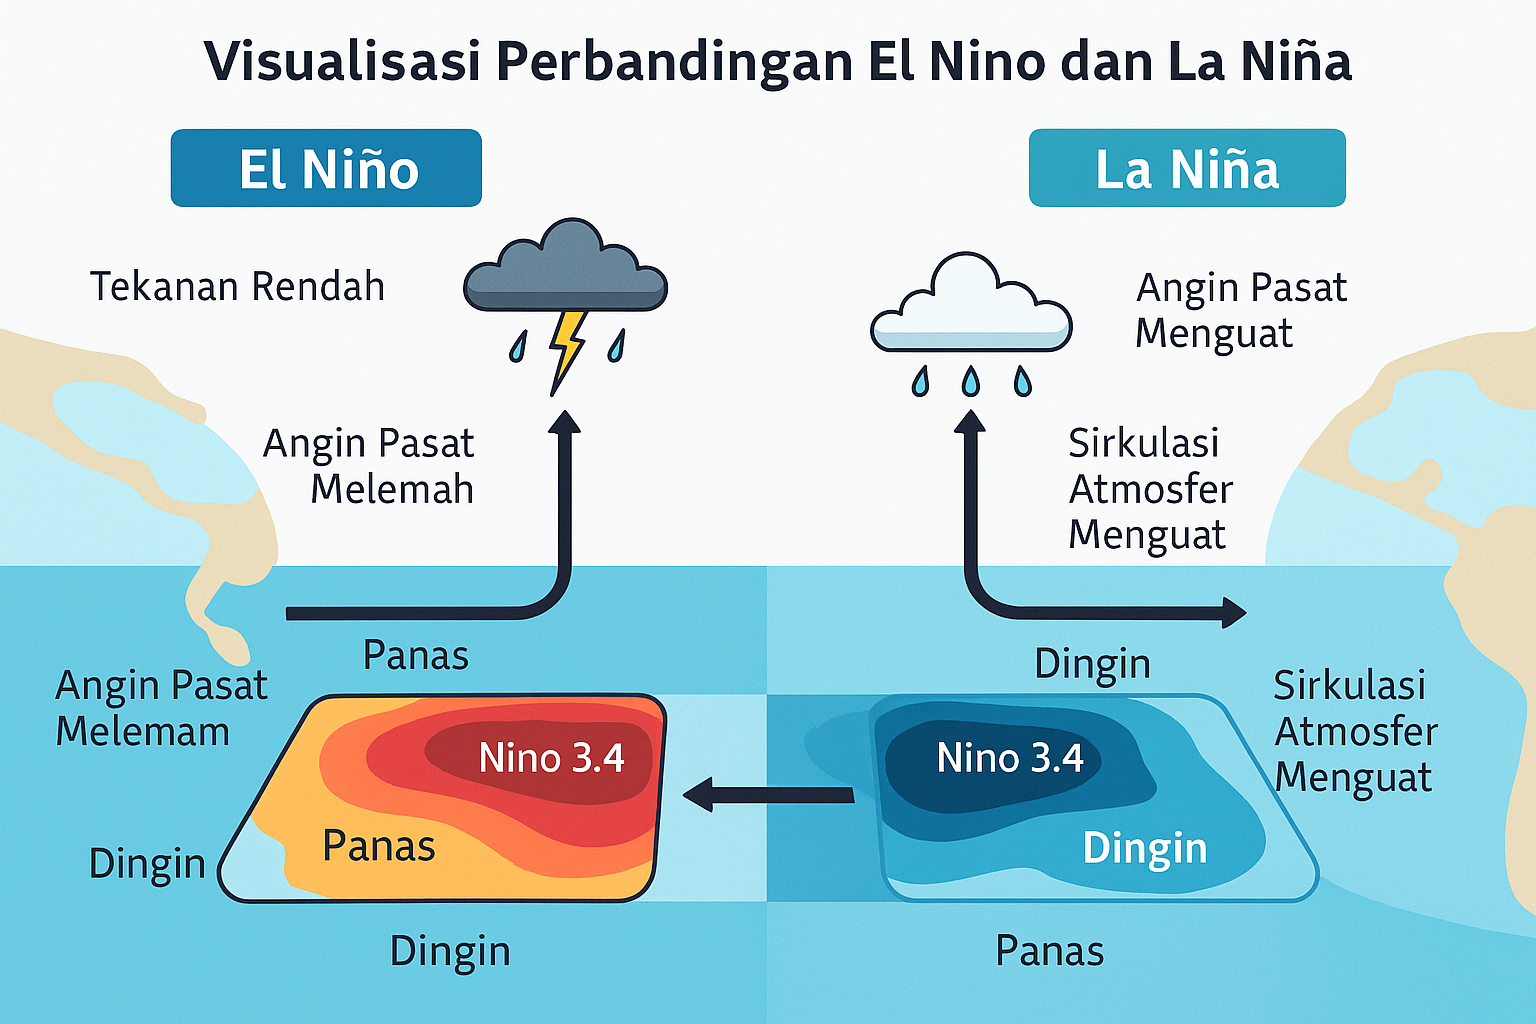 Visualisasi Perbandingan El Nino dan La Niña
El Niño
La Niña
Tekanan Rendah
Angin Pasat
Menguat
Angin Pasat
Melemah
Sirkulasi
Atmosfer
Menguat
Panas
Dingin
Angin Pasat
Melemam
Sirkulasi
Atmosfer
Menguat
Nino 3.4
Nino 3.4
Panas
Dingin
Dingin
Dingin
Panas